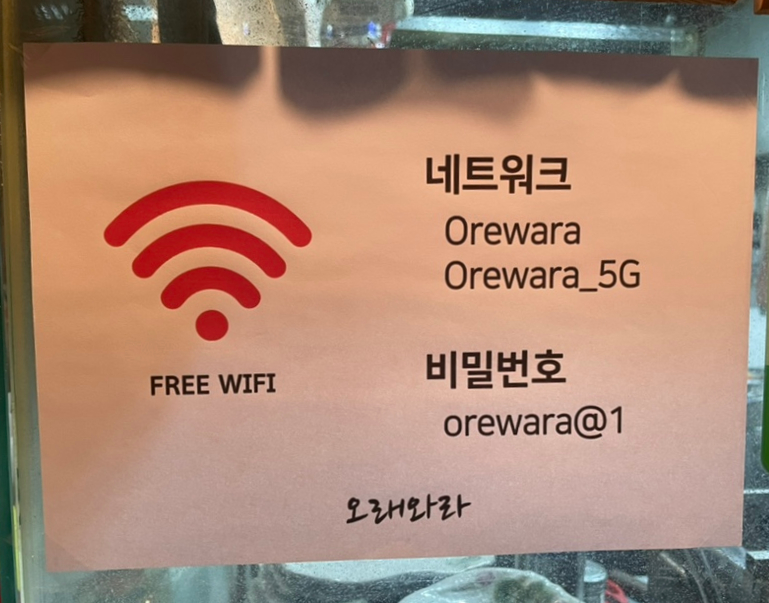 FREE WIFI
네트워크
Orewara
Orewara_5G
비밀번호
orewara@1
오래와라